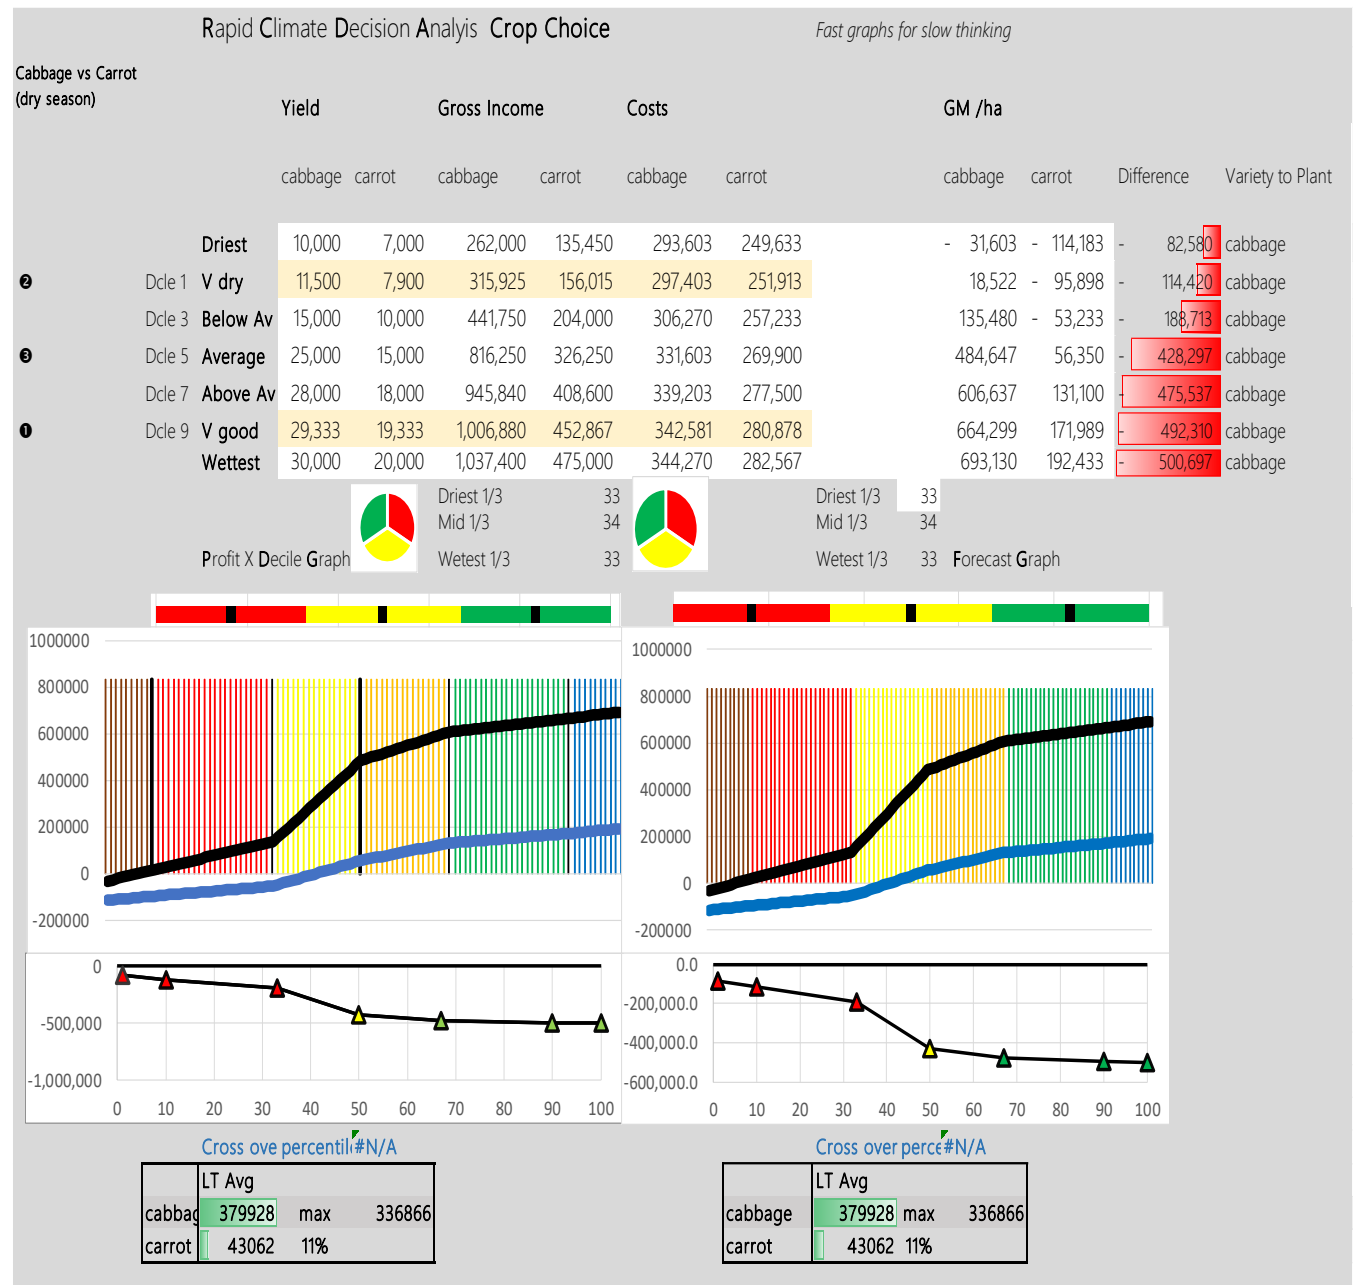 Rapid Climate Decision Analyis Crop Choice Fast graphs for slow thinking
Cabbage vs Carrot
(dry season)
Yield Gross Income Costs GM /ha
cabbage carrot cabbage carrot cabbage carrot cabbage carrot Difference Variety to Plant
Driest 10,000 7,000 262,000 135,450 293,603 249,633 - 31,603 - 114,183 - 82,580 cabbage
❷ Dcle 1 V dry 11,500 7,900 315,925 156,015 297,403 251,913 18,522 - 95,898 - 114,420 cabbage
Dcle 3 Below Av 15,000 10,000 441,750 204,000 306,270 257,233 135,480 - 53,233 - 188,713 cabbage
❸ Dcle 5 Average 25,000 15,000 816,250 326,250 331,603 269,900 484,647 56,350 - 428,297 cabbage
Dcle 7 Above Av 28,000 18,000 945,840 408,600 339,203 277,500 606,637 131,100 - 475,537 cabbage
❶ Dcle 9 V good 29,333 19,333 1,006,880 452,867 342,581 280,878 664,299 171,989 - 492,310 cabbage
Wettest 30,000 20,000 1,037,400 475,000 344,270 282,567 693,130 192,433 - 500,697 cabbage
Driest 1/3 33 Driest 1/3 33
Mid 1/3 34 Mid 1/3 34
Profit X Decile Graph Wetest 1/3 33 Wetest 1/3 33 Forecast Graph
1000000
800000
600000
400000
200000
0
-200000
1000000
800000
600000
400000
200000
0
-200000
0
-500,000
-1,000,000
0 10 20 30 40 50 60 70 80 90 100
0.0
-200,000.0
-400,000.0
-600,000.0
0 10 20 30 40 50 60 70 80 90 100
Cross ove percentil #N/A Cross over perce #N/A
LT Avg
cabbag 379928 max 336866
carrot 43062 11%
LT Avg
cabbage 379928 max 336866
carrot 43062 11%